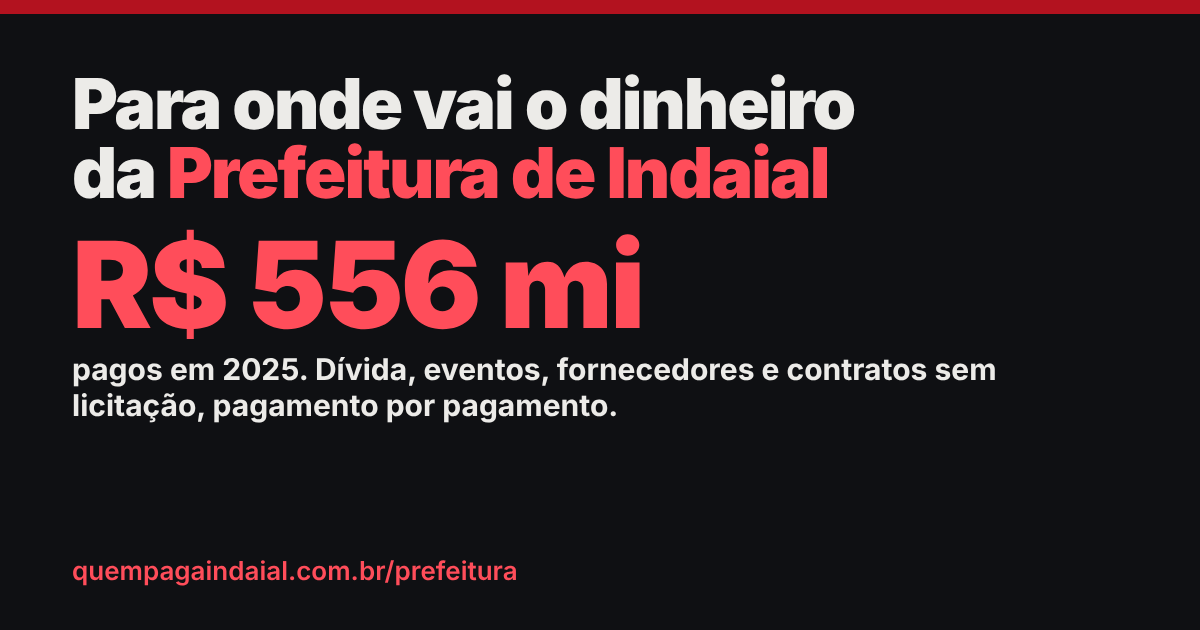 Para onde vai o dinheiro
da Prefeitura de Indaial
R$ 556 mi
pagos em 2025. Dívida, eventos, fornecedores e contratos sem
licitação, pagamento por pagamento.
quempagaindaial.com.br/prefeitura